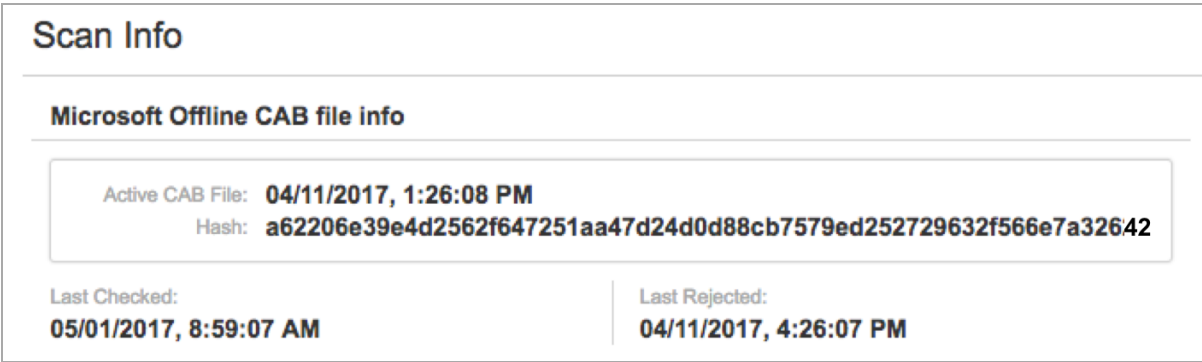 Scan Info
Microsoft Offline CAB file info
Active CAB File: 04/11/2017, 1:26:08 PM
Hash: a62206e39e4d2562f647251aa47d24d0d88cb7579ed252729632f566e7a326242
Last Checked:
05/01/2017, 8:59:07 AM
Last Rejected:
04/11/2017, 4:26:07 PM